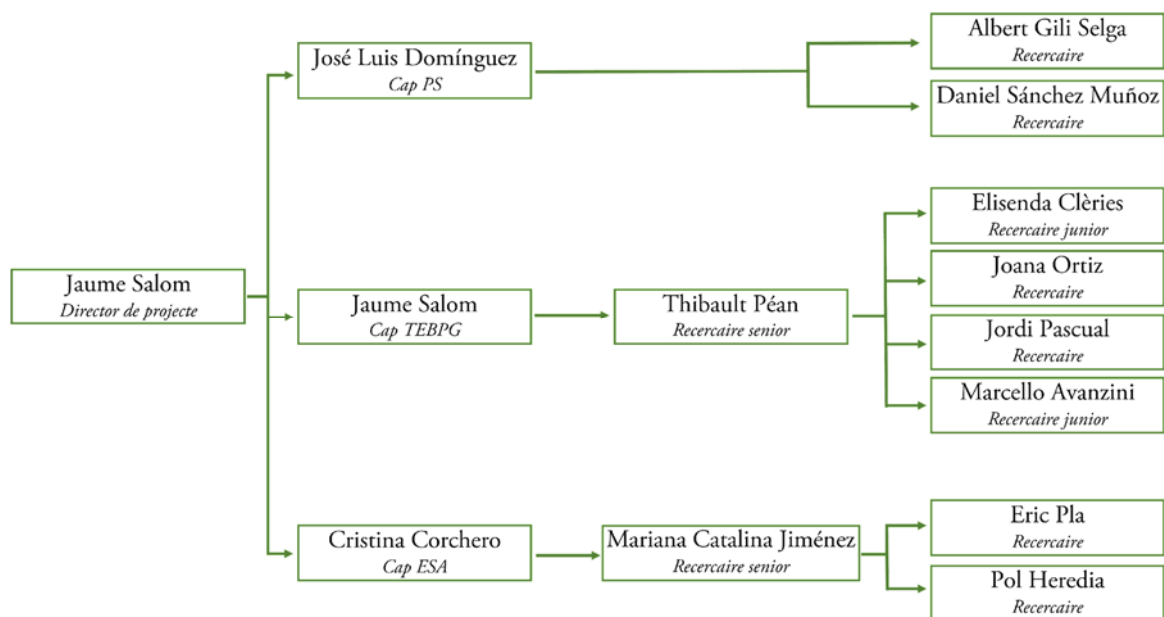 José Luis Domínguez
Cap PS
Albert Gili Selga
Recercaire
Daniel Sánchez Muñoz
Recercaire
Jaume Salom
Director de projecte
Jaume Salom
Cap TEBPG
Thibault Péan
Recercaire senior
Elisenda Clèries
Recercaire junior
Joana Ortiz
Recercaire
Jordi Pascual
Recercaire
Marcello Avanzini
Recercaire junior
Cristina Corchero
Cap ESA
Mariana Catalina Jiménez
Recercaire senior
Eric Pla
Recercaire
Pol Heredia
Recercaire